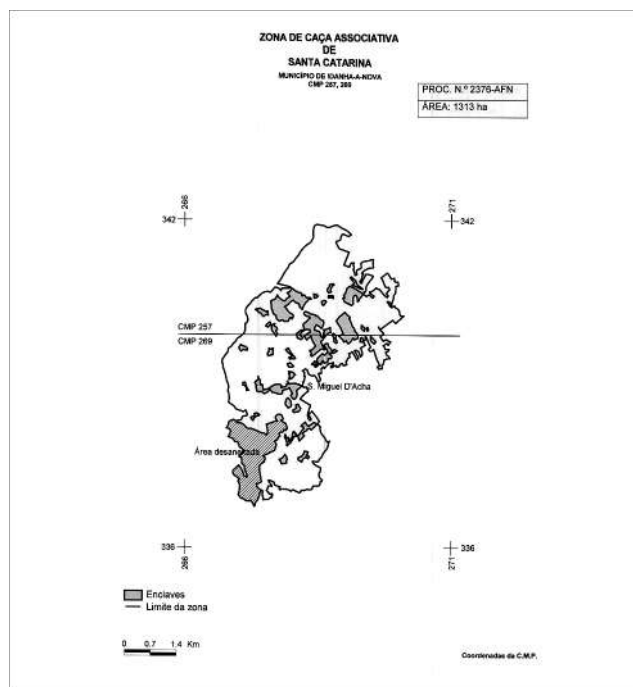 ZONA DE CAÇA ASSOCIATIVA
DE
SANTA CATARINA
MUNICÍPIO DE IDANHA-A-NOVA
CMP 257, 269
PROC. N.º 2376-AFN
ÁREA: 1313 ha
266
271
342
342
CMP 257
CMP 269
S. Miguel D'Acha
Área desanexada
336
336
266
271
Enclaves
Limite da zona
0 0.7 1.4 Km
Coordenadas da C.M.P.